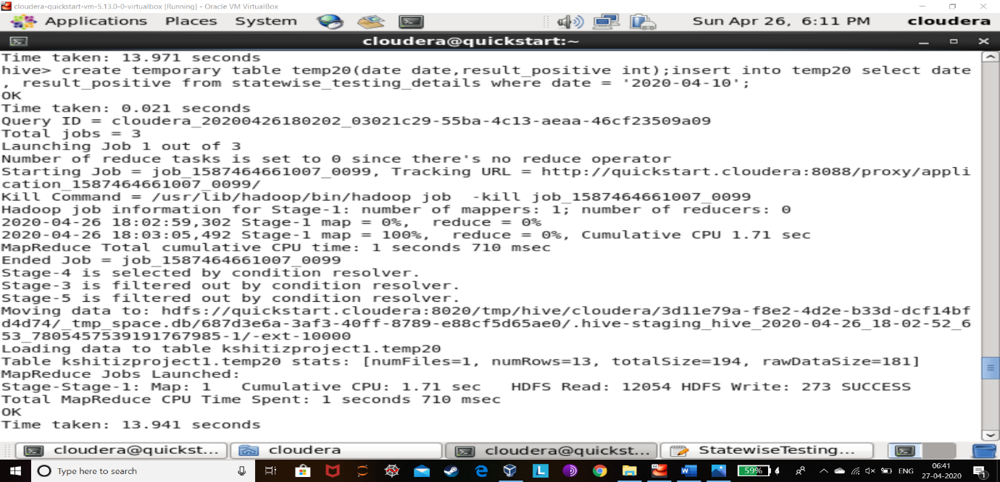 cloudera-quickstart-vm-5.13.0-0-virtualbox [Running] - Oracle VM VirtualBox
Applications Places System Sun Apr 26, 6:11 PM cloudera
cloudera@quickstart:~
Time taken: 13.971 seconds
hive> create temporary table temp20(date date,result_positive int);insert into temp20 select date
, result_positive from statewise_testing_details where date = '2020-04-10';
OK
Time taken: 0.021 seconds
Query ID = cloudera_20200426180202_03021c29-55ba-4c13-aeaa-46cf23509a09
Total jobs = 3
Launching Job 1 out of 3
Number of reduce tasks is set to 0 since there's no reduce operator
Starting Job = job_1587464661007_0099, Tracking URL = http://quickstart.cloudera:8088/proxy/appli
cation_1587464661007_0099/
Kill Command = /usr/lib/hadoop/bin/hadoop job  -kill job_1587464661007_0099
Hadoop job information for Stage-1: number of mappers: 1; number of reducers: 0
2020-04-26 18:02:59,302 Stage-1 map = 0%,  reduce = 0%
2020-04-26 18:03:05,492 Stage-1 map = 100%,  reduce = 0%, Cumulative CPU 1.71 sec
MapReduce Total cumulative CPU time: 1 seconds 710 msec
Ended Job = job_1587464661007_0099
Stage-4 is selected by condition resolver.
Stage-3 is filtered out by condition resolver.
Stage-5 is filtered out by condition resolver.
Moving data to: hdfs://quickstart.cloudera:8020/tmp/hive/cloudera/3d11e79a-f8e2-4d2e-b33d-dcf14bf
d4d74/_tmp_space.db/687d3e6a-3af3-40ff-8789-e88cf5d65ae0/.hive-staging_hive_2020-04-26_18-02-52_6
53_7805457539191767985-1/-ext-10000
Loading data to table kshitizproject1.temp20
Table kshitizproject1.temp20 stats: [numFiles=1, numRows=13, totalSize=194, rawDataSize=181]
MapReduce Jobs Launched:
Stage-Stage-1: Map: 1   Cumulative CPU: 1.71 sec   HDFS Read: 12054 HDFS Write: 273 SUCCESS
Total MapReduce CPU Time Spent: 1 seconds 710 msec
OK
Time taken: 13.941 seconds
cloudera@quickst... cloudera cloudera@quickst... StatewiseTesting...
Type here to search 59% ENG 06:41
27-04-2020 1